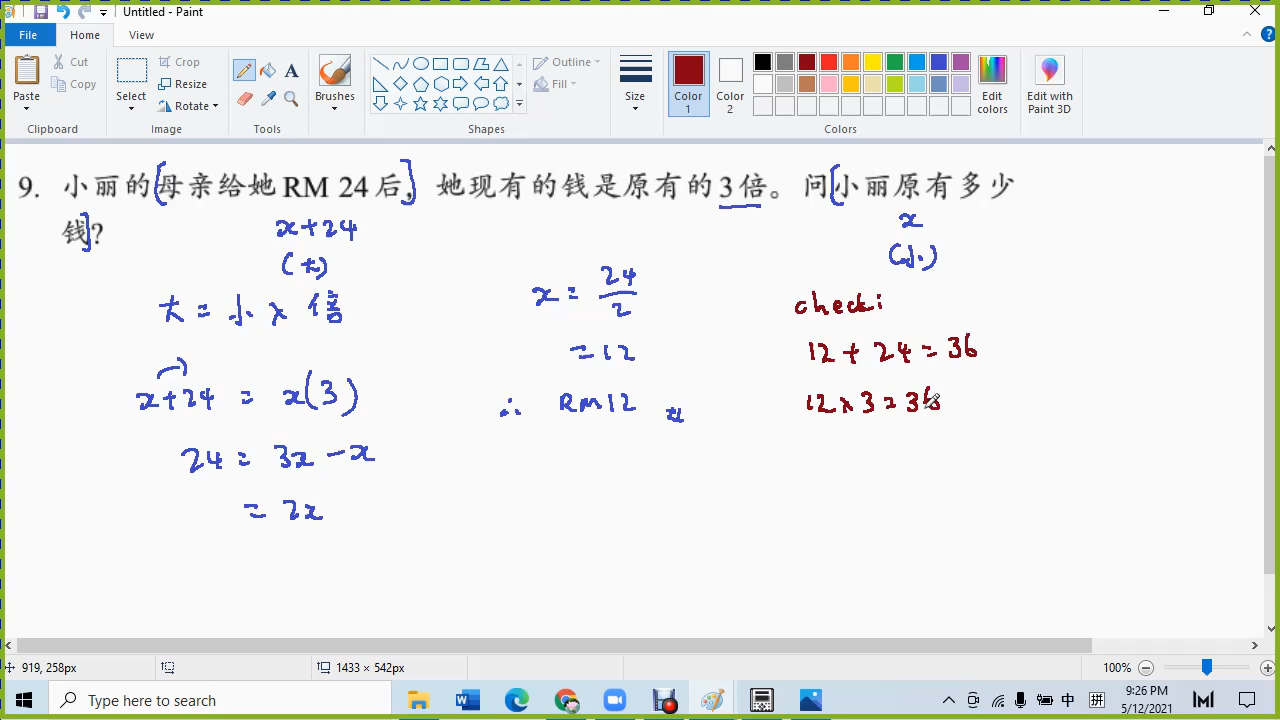 Untitled - Paint
File
Home
View
Paste
Cut
Copy
Clipboard
Select
Crop
Resize
Rotate
Image
A
Tools
Brushes
Outline
Fill
Shapes
Size
Color 1
Color 2
Edit colors
Colors
Edit with Paint 3D
9. 小丽的[母亲给她 RM 24 后,] 她现有的钱是原有的 3 倍。 问[小丽原有多少
钱]?
x+24
(大)
x
(小)
大 = 小 x 倍
x+24 = x(3)
24 = 3x - x
= 2x
x = 24/2
= 12
∴ RM12
check:
12 + 24 = 36
12 x 3 = 36
919, 258px
1433 × 542px
100%
Type here to search
中
拼
9:26 PM
5/12/2021